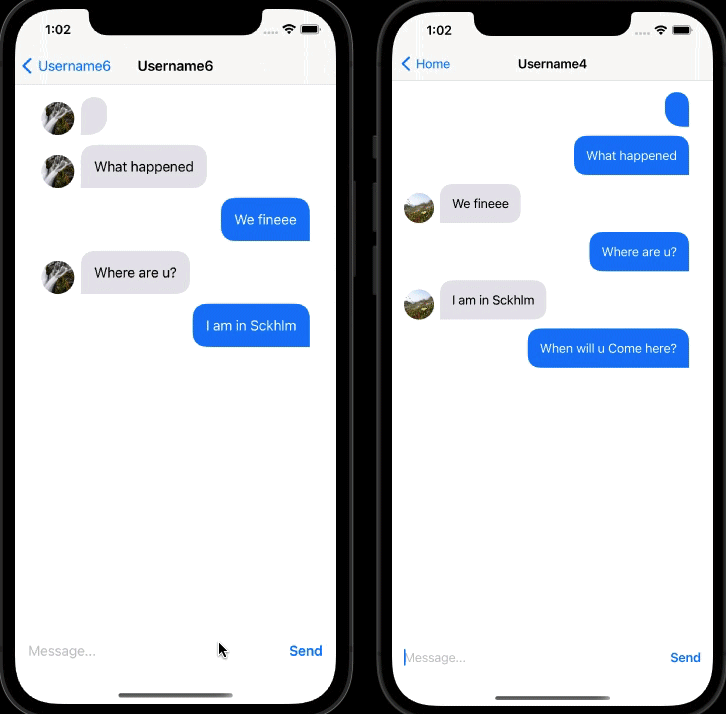 1:02
Username6
Username6
What happened
We fineee
Where are u?
I am in Sckhlm
Message...
Send
1:02
Home
Username4
What happened
We fineee
Where are u?
I am in Sckhlm
When will u Come here?
Message...
Send